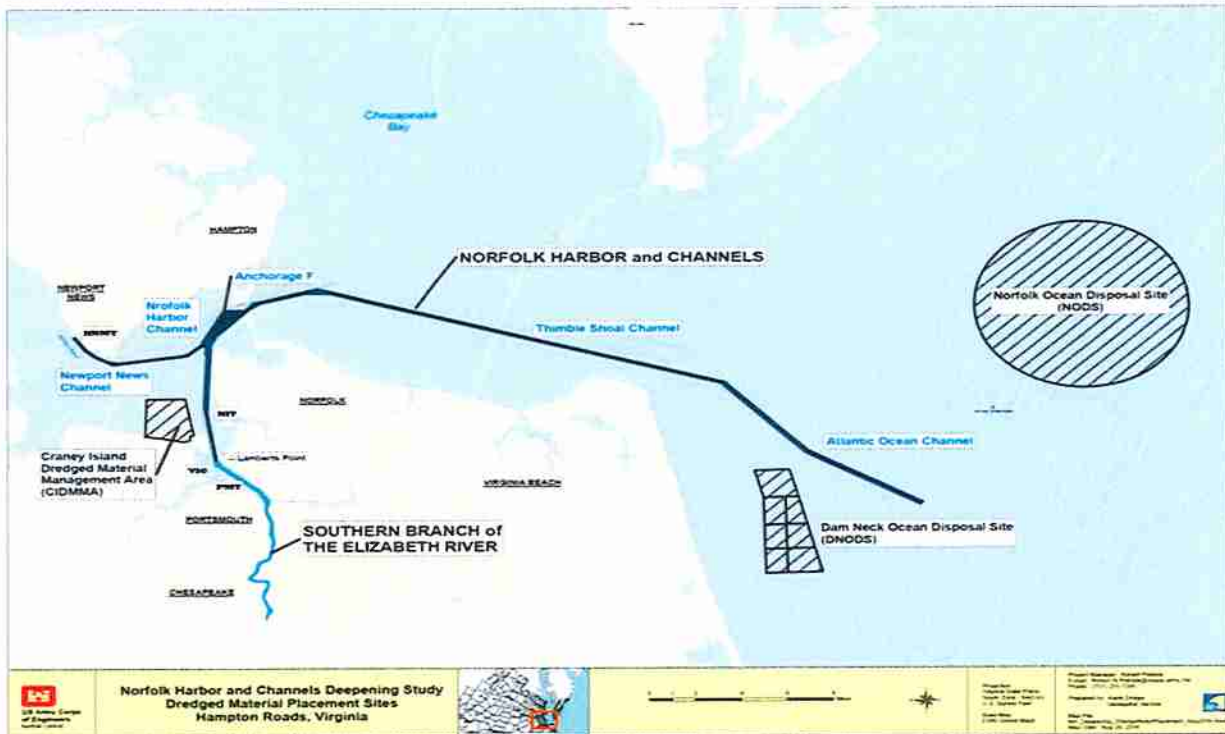 Chesapeake
Bay
HAMPTON
NORFOLK HARBOR and CHANNELS
Anchorage F
NEWPORT
NEWS
Nrofolk
Harbor
Channel
Norfolk Ocean Disposal Site
(NODS)
Thimble Shoal Channel
Newport News
Channel
NORFOLK
NIT
Atlantic Ocean Channel
Craney Island
Dredged Material
Management Area
(CIDMMA)
Lamberts Point
VIRGINIA BEACH
PMT
PORTSMOUTH
SOUTHERN BRANCH of
THE ELIZABETH RIVER
Dam Neck Ocean Disposal Site
(DNODS)
CHESAPEAKE
US Army Corps
of Engineers
Norfolk Harbor and Channels Deepening Study
Dredged Material Placement Sites
Hampton Roads, Virginia